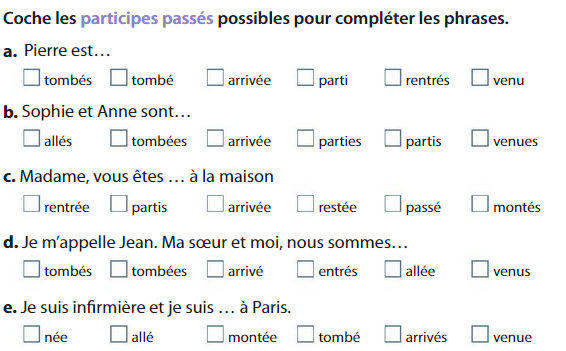 Coche les participes passés possibles pour compléter les phrases.
a. Pierre est…
tombés tombé arrivée parti rentrés venu
b. Sophie et Anne sont…
allés tombées arrivée parties partis venues
c. Madame, vous êtes … à la maison
rentrée partis arrivée restée passé montés
d. Je m'appelle Jean. Ma sœur et moi, nous sommes…
tombés tombées arrivé entrés allée venus
e. Je suis infirmière et je suis … à Paris.
née allé montée tombé arrivés venue